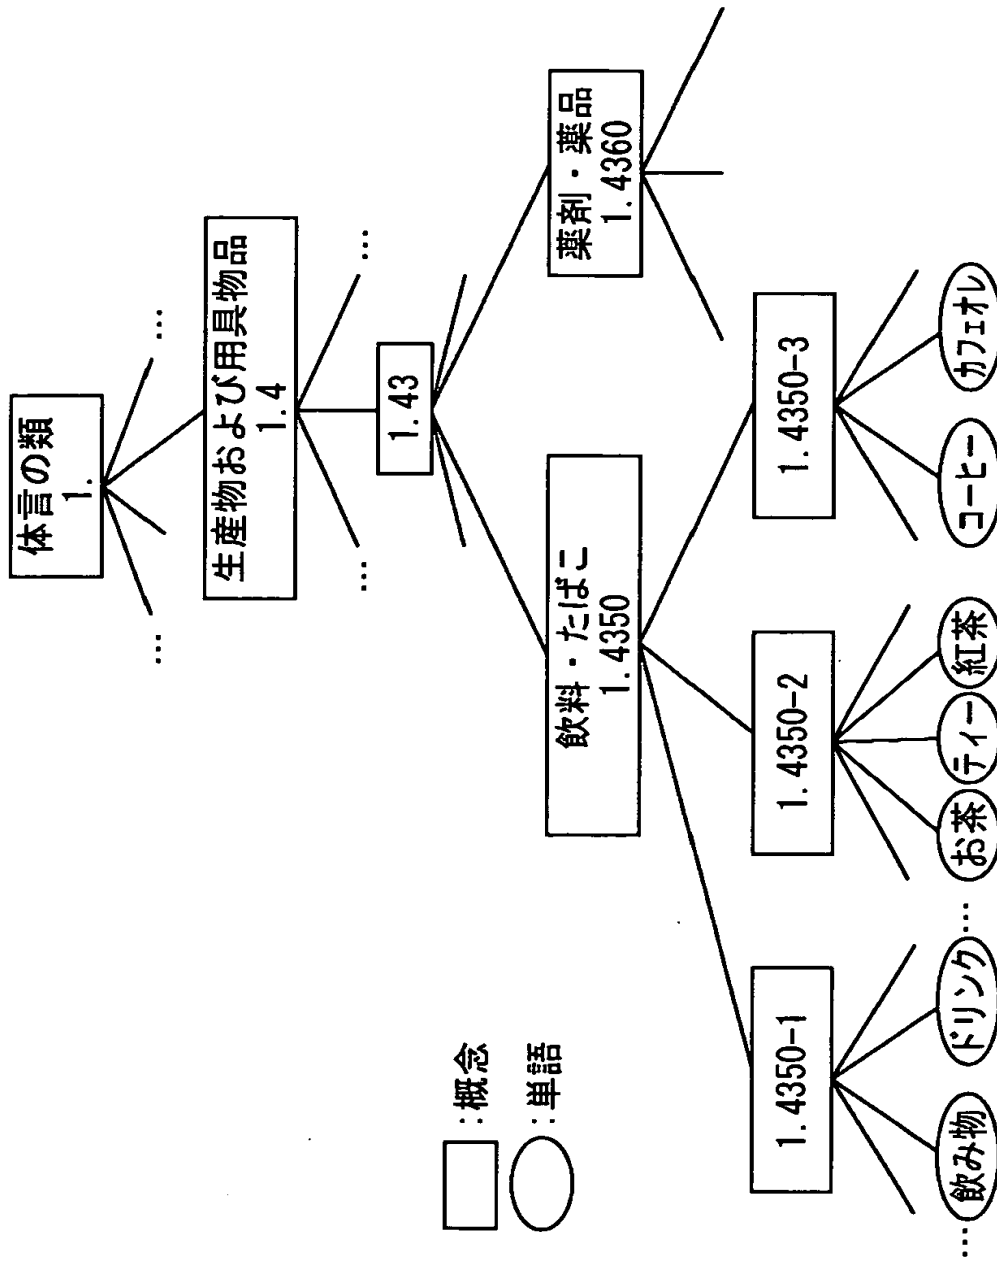 体言の類
1.
…
…
生産物および用具物品
1.4
…
…
1.43
飲料・たばこ
1.4350
薬剤・薬品
1.4360
1.4350-1
1.4350-2
1.4350-3
…
飲み物
ドリンク
…
お茶
ティー
紅茶
コーヒー
カフェオレ
:概念
:単語